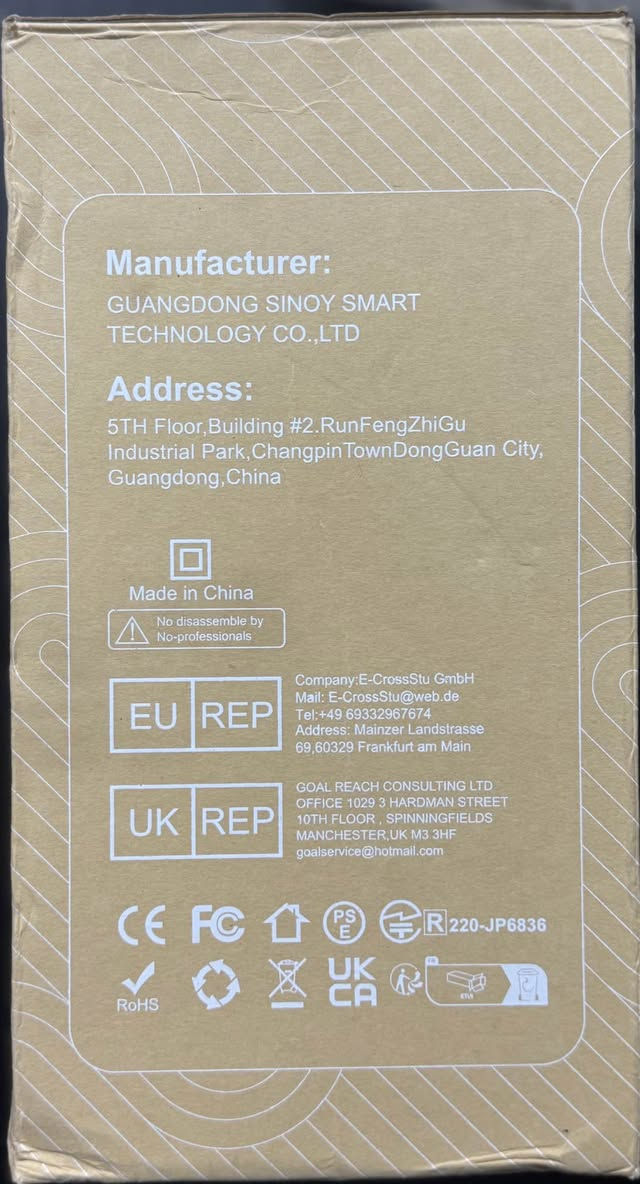 Manufacturer:
GUANGDONG SINOY SMART
TECHNOLOGY CO.,LTD
Address:
5TH Floor,Building #2.RunFengZhiGu
Industrial Park,ChangpinTownDongGuan City,
Guangdong,China
Made in China
No disassemble by
No-professionals
EU REP
Company:E-CrossStu GmbH
Mail: E-CrossStu@web.de
Tel:+49 69332967674
Address: Mainzer Landstrasse
69,60329 Frankfurt am Main
UK REP
GOAL REACH CONSULTING LTD
OFFICE 1029 3 HARDMAN STREET
10TH FLOOR , SPINNINGFIELDS
MANCHESTER,UK M3 3HF
goalservice@hotmail.com
CE FC PS E R 220-JP6836
RoHS
UK
CA
FR